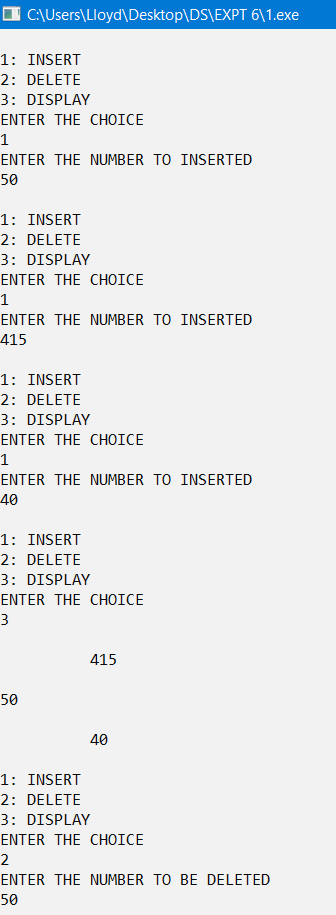 C:\Users\Lloyd\Desktop\DS\EXPT 6\1.exe
1: INSERT
2: DELETE
3: DISPLAY
ENTER THE CHOICE
1
ENTER THE NUMBER TO INSERTED
50
1: INSERT
2: DELETE
3: DISPLAY
ENTER THE CHOICE
1
ENTER THE NUMBER TO INSERTED
415
1: INSERT
2: DELETE
3: DISPLAY
ENTER THE CHOICE
1
ENTER THE NUMBER TO INSERTED
40
1: INSERT
2: DELETE
3: DISPLAY
ENTER THE CHOICE
3
415
50
40
1: INSERT
2: DELETE
3: DISPLAY
ENTER THE CHOICE
2
ENTER THE NUMBER TO BE DELETED
50